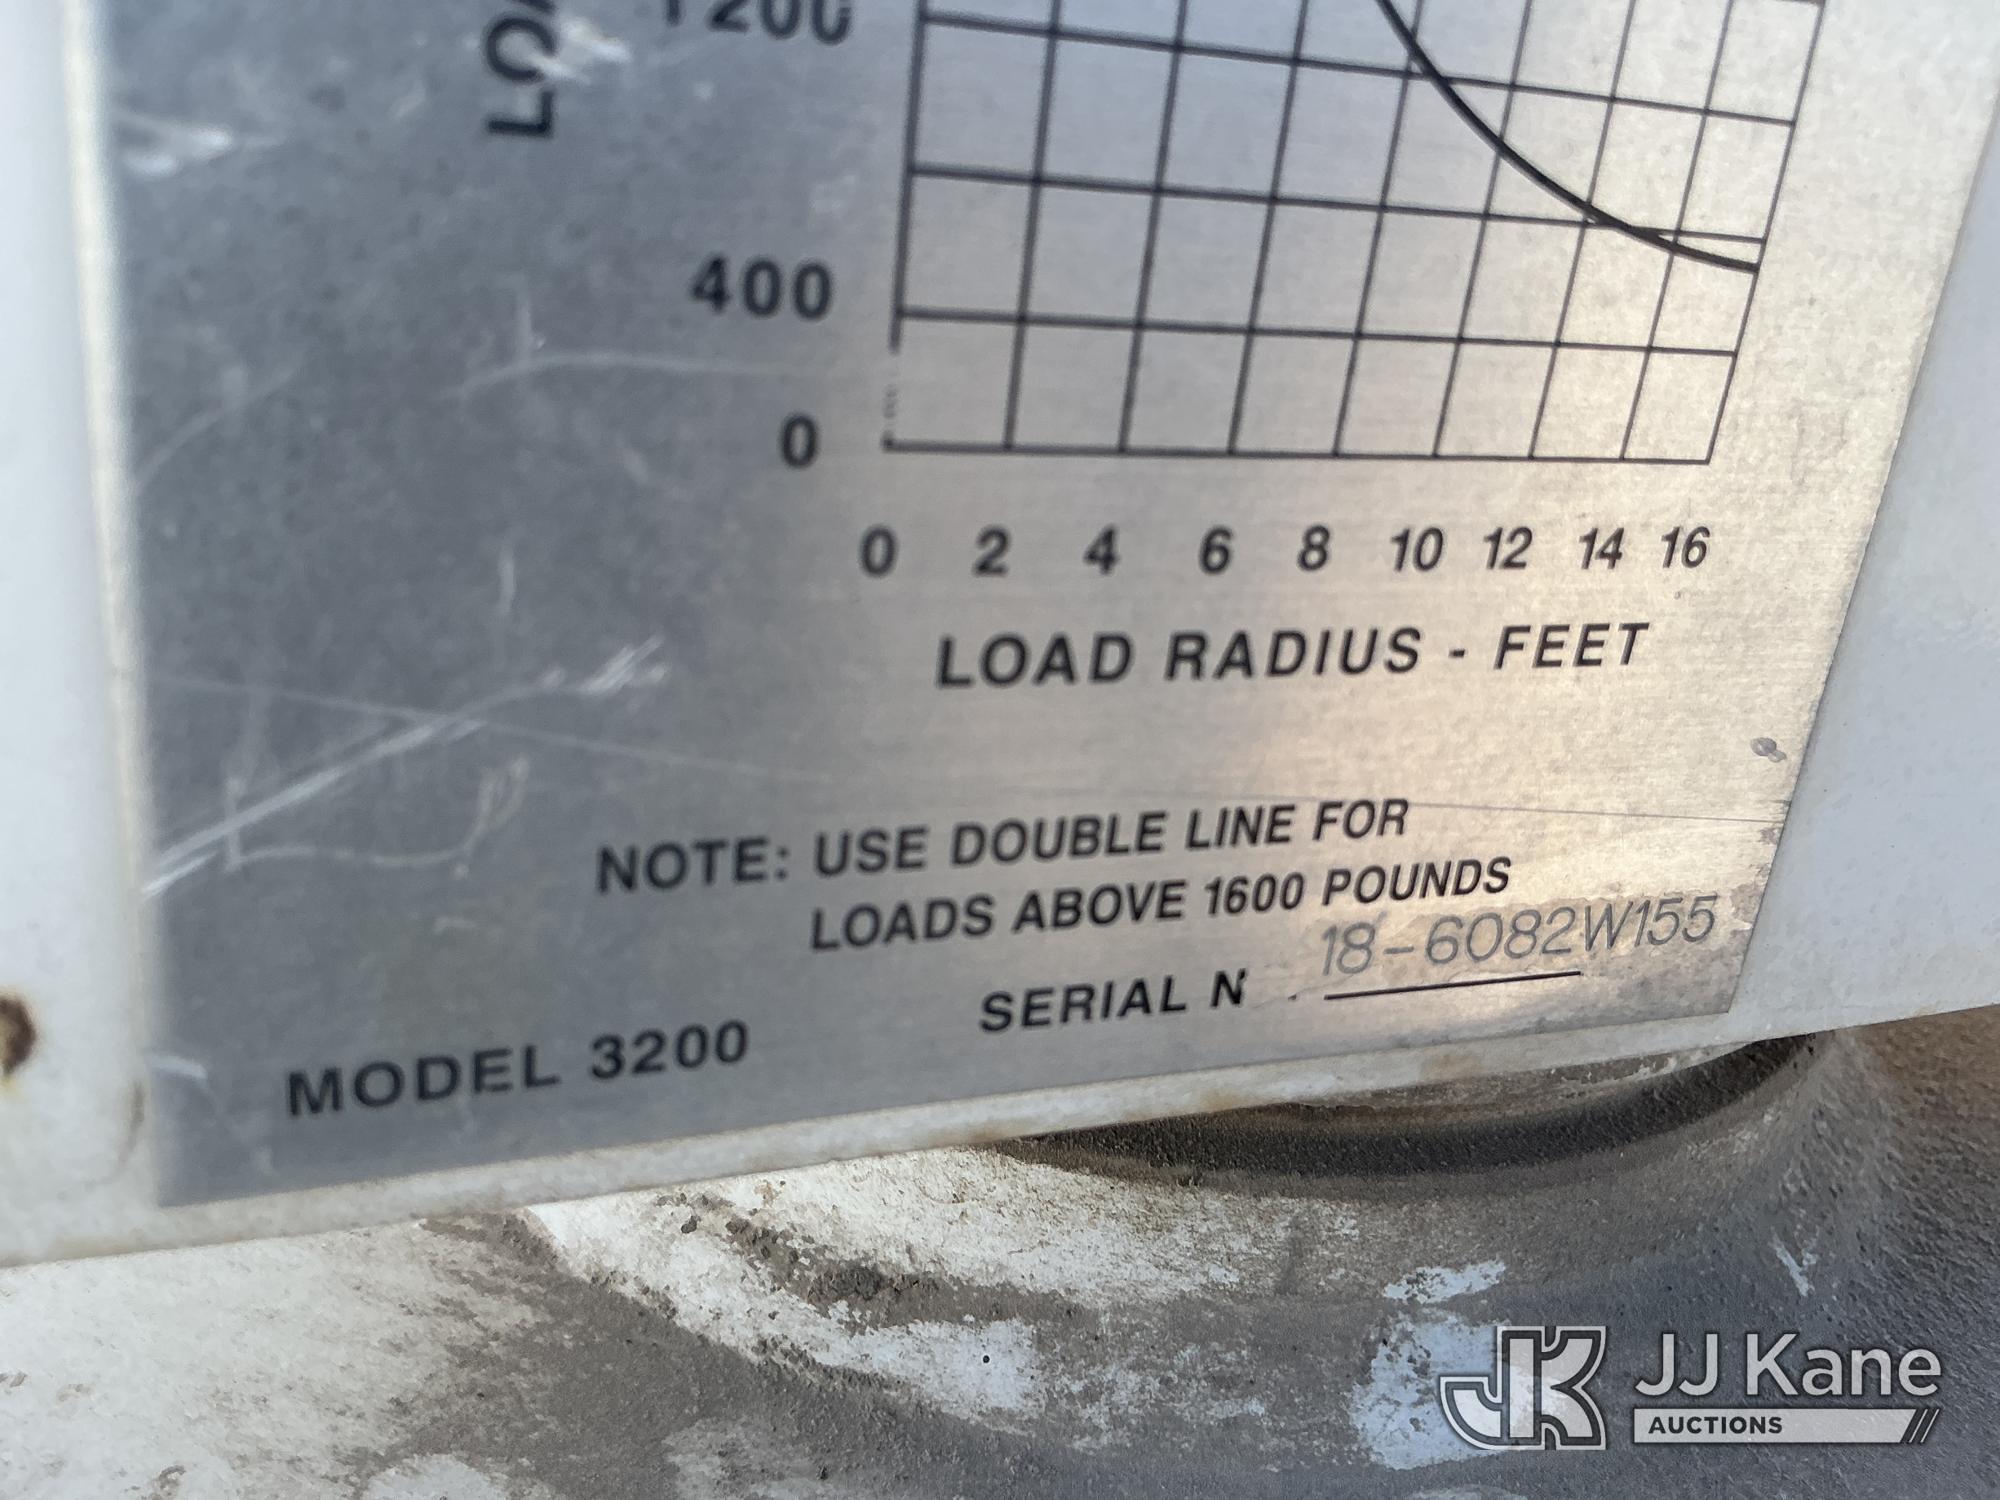 1200
400
0
0 2 4 6 8 10 12 14 16
LOAD RADIUS - FEET
NOTE: USE DOUBLE LINE FOR
LOADS ABOVE 1600 POUNDS
SERIAL N . 18-6082W155
MODEL 3200
JK JJ Kane
AUCTIONS